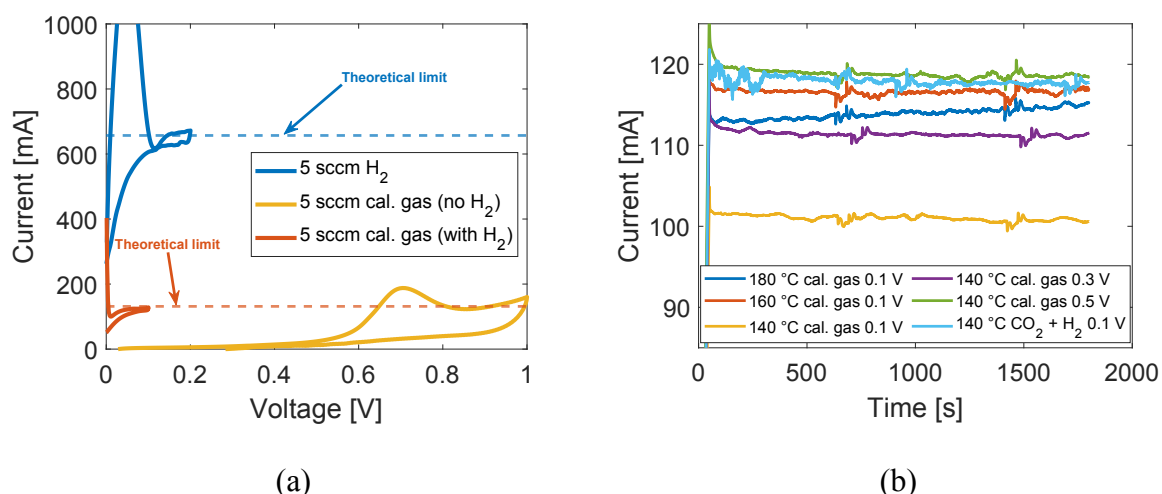 1000
800
600
400
200
0
Current [mA]
0
0.2
0.4
0.6
0.8
1
Voltage [V]
Theoretical limit
5 sccm H2
5 sccm cal. gas (no H2)
5 sccm cal. gas (with H2)
Theoretical limit
(a)
120
110
100
90
Current [mA]
0
500
1000
1500
2000
Time [s]
180 °C cal. gas 0.1 V
160 °C cal. gas 0.1 V
140 °C cal. gas 0.1 V
140 °C cal. gas 0.3 V
140 °C cal. gas 0.5 V
140 °C CO2 + H2 0.1 V
(b)